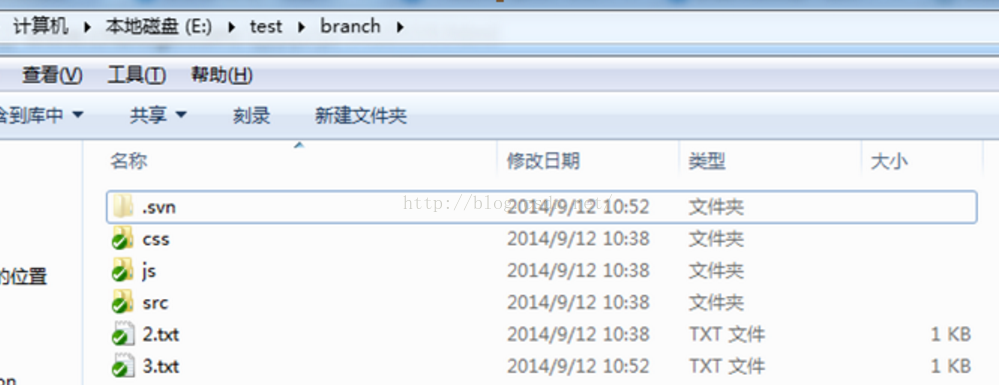 计算机 ▸ 本地磁盘 (E:) ▸ test ▸ branch ▸
查看(V) 工具(T) 帮助(H)
含到库中 共享 刻录 新建文件夹
名称 修改日期 类型 大小
.svn 2014/9/12 10:52 文件夹
css 2014/9/12 10:38 文件夹
js 2014/9/12 10:38 文件夹
的位置
src 2014/9/12 10:38 文件夹
2.txt 2014/9/12 10:38 TXT 文件 1 KB
3.txt 2014/9/12 10:52 TXT 文件 1 KB
on